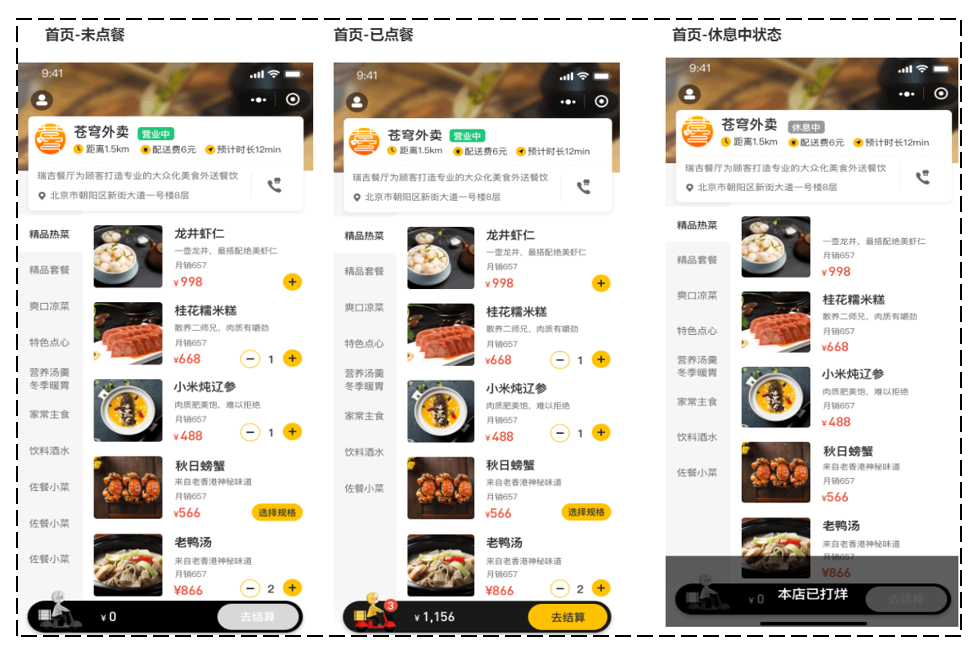 首页-未点餐
9:41
苍穹外卖 营业中
距离1.5km 配送费6元 预计时长12min
瑞吉餐厅为顾客打造专业的大众化美食外送餐饮
北京市朝阳区新街大道一号楼8层
精品热菜
精品套餐
爽口凉菜
特色点心
营养汤羹
冬季暖胃
家常主食
饮料酒水
佐餐小菜
佐餐小菜
佐餐小菜
龙井虾仁
一壶龙井，最搭配绝美虾仁
月销657
¥998
桂花糯米糕
散养二师兄，肉质有嚼劲
月销657
¥668
1
小米炖辽参
肉质肥美饱，难以拒绝
月销657
¥488
1
秋日螃蟹
来自老香港神秘味道
月销657
¥566
选择规格
老鸭汤
来自老香港神秘味道
月销657
¥866
2
¥0 去结算
首页-已点餐
9:41
苍穹外卖 营业中
距离1.5km 配送费6元 预计时长12min
瑞吉餐厅为顾客打造专业的大众化美食外送餐饮
北京市朝阳区新街大道一号楼8层
精品热菜
精品套餐
爽口凉菜
特色点心
营养汤羹
冬季暖胃
家常主食
饮料酒水
佐餐小菜
龙井虾仁
一壶龙井，最搭配绝美虾仁
月销657
¥998
桂花糯米糕
散养二师兄，肉质有嚼劲
月销657
¥668
1
小米炖辽参
肉质肥美饱，难以拒绝
月销657
¥488
1
秋日螃蟹
来自老香港神秘味道
月销657
¥566
选择规格
老鸭汤
来自老香港神秘味道
月销657
¥866
2
3
¥1,156 去结算
首页-休息中状态
9:41
苍穹外卖 休息中
距离1.5km 配送费6元 预计时长12min
瑞吉餐厅为顾客打造专业的大众化美食外送餐饮
北京市朝阳区新街大道一号楼8层
精品热菜
精品套餐
爽口凉菜
特色点心
营养汤羹
冬季暖胃
家常主食
饮料酒水
佐餐小菜
一壶龙井，最搭配绝美虾仁
月销657
¥998
桂花糯米糕
散养二师兄，肉质有嚼劲
月销657
¥668
小米炖辽参
肉质肥美饱，难以拒绝
月销657
¥488
秋日螃蟹
来自老香港神秘味道
月销657
¥566
老鸭汤
来自老香港神秘味道
月销657
¥866
¥0 本店已打烊 去结算